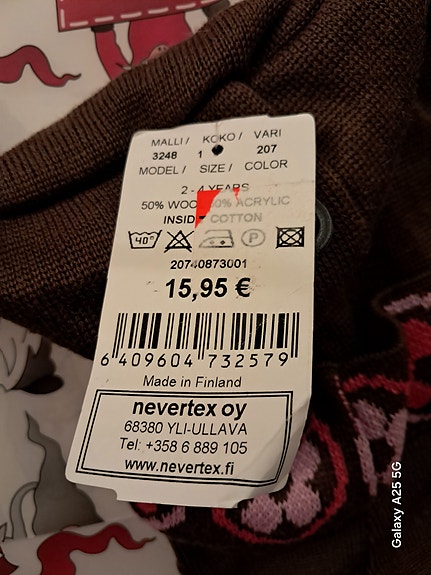 MALLI / KOKO / VARI
3248 1 207
MODEL / SIZE / COLOR
2 - 4 YEARS
50% WOOL 50% ACRYLIC
INSIDE COTTON
40°
P
20740873001
15,95 €
6 409604 732579
Made in Finland
nevertex oy
68380 YLI-ULLAVA
Tel: +358 6 889 105
www.nevertex.fi
Galaxy A25 5G